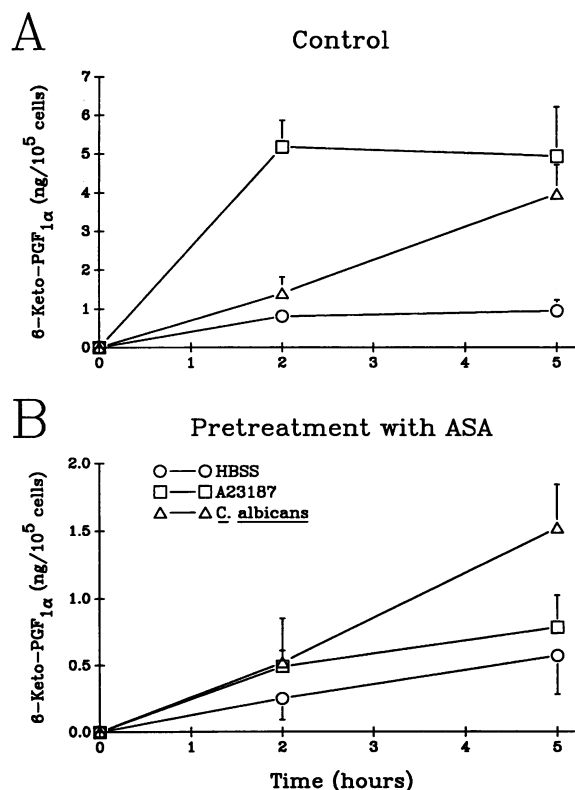 A
Control
6-Keto-PGF1α (ng/10^5 cells)
7
6
5
4
3
2
1
0
0 1 2 3 4 5
B
Pretreatment with ASA
6-Keto-PGF1α (ng/10^5 cells)
2.0
1.5
1.0
0.5
0.0
HBSS
A23187
C. albicans
0 1 2 3 4 5
Time (hours)